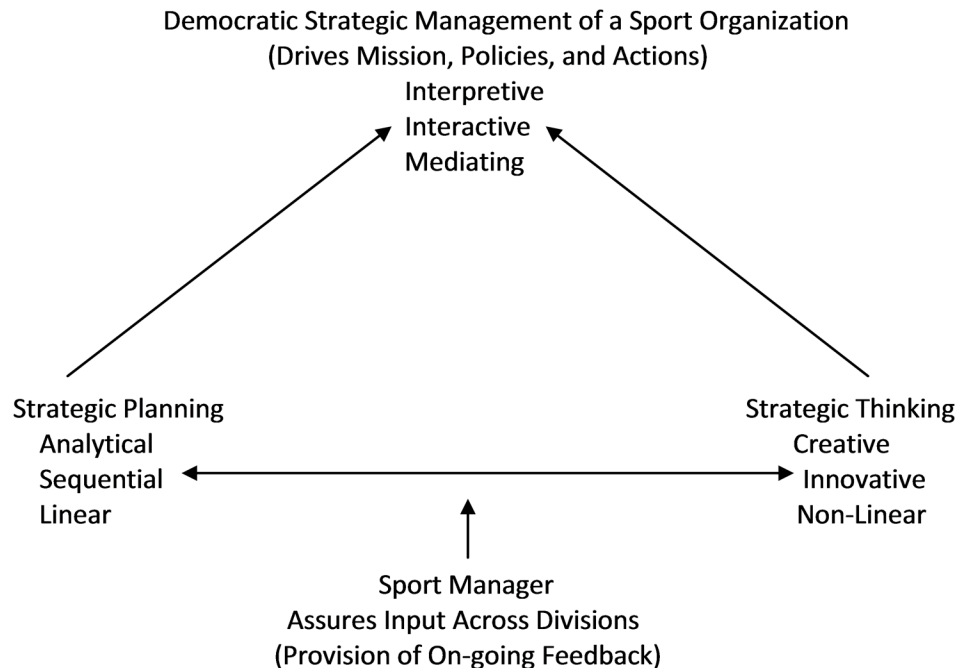 Democratic Strategic Management of a Sport Organization
(Drives Mission, Policies, and Actions)
Interpretive
Interactive
Mediating
Strategic Planning
Analytical
Sequential
Linear
Strategic Thinking
Creative
Innovative
Non-Linear
Sport Manager
Assures Input Across Divisions
(Provision of On-going Feedback)